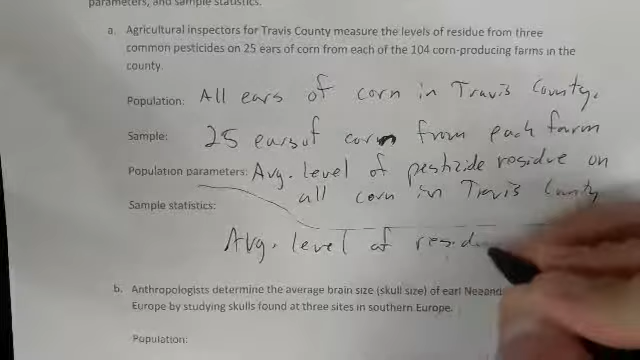 parameters, and sample statistics.
a. Agricultural inspectors for Travis County measure the levels of residue from three
common pesticides on 25 ears of corn from each of the 104 corn-producing farms in the
county.
Population: All ears of corn in Travis County.
Sample: 25 ears of corn from each farm
Population parameters: Avg. level of pestizide residue on
all corn in Travis County
Sample statistics:
Avg. level of residu
b. Anthropologists determine the average brain size (skull size) of earl
Europe by studying skulls found at three sites in southern Europe.
Population: